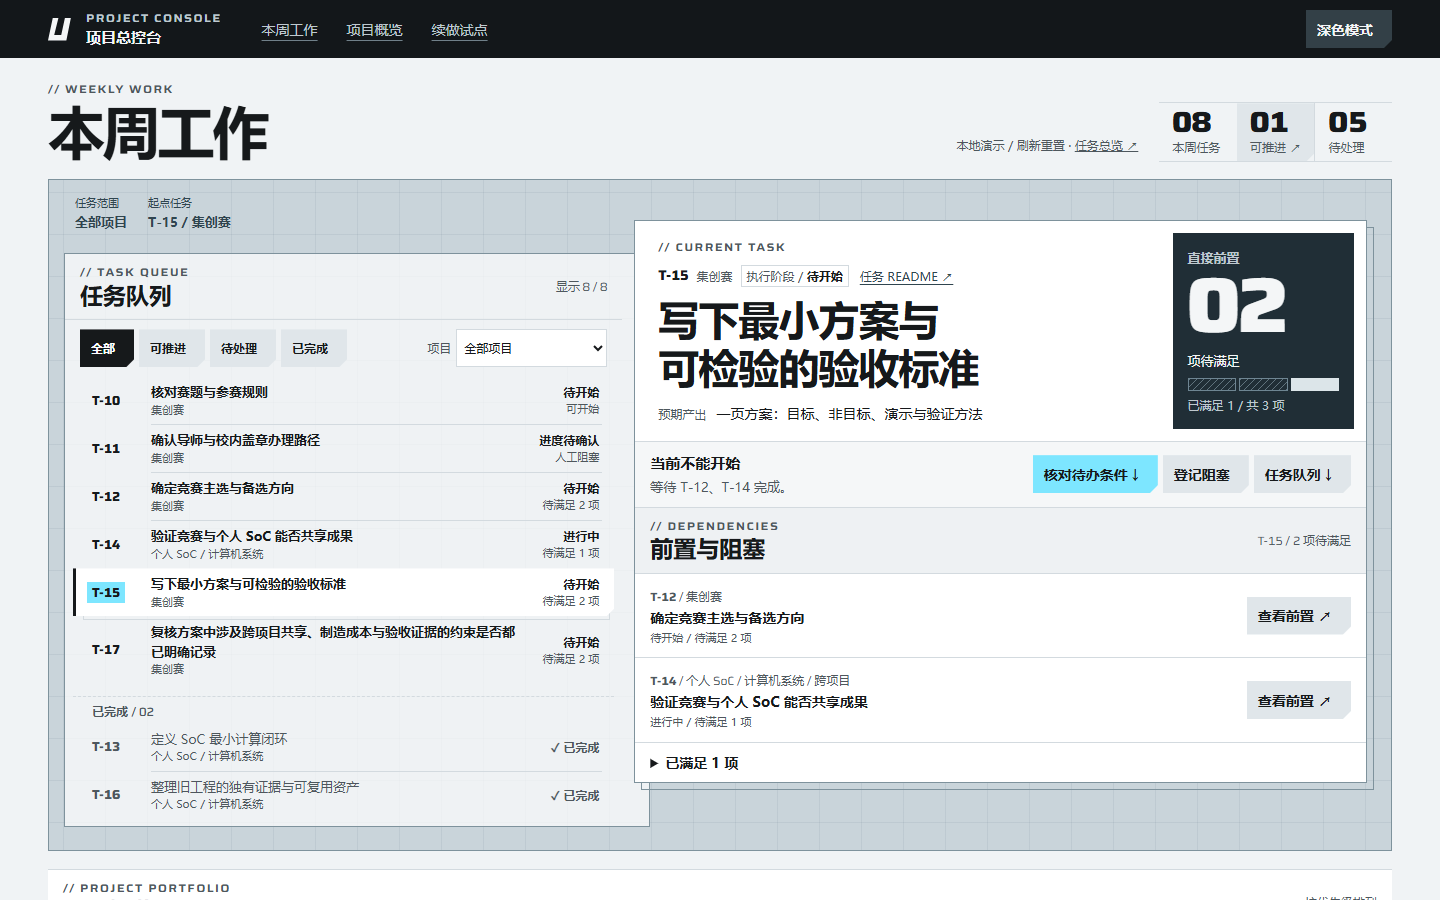 PROJECT CONSOLE
项目总控台
本周工作
项目概览
续做试点
深色模式
// WEEKLY WORK
本周工作
本地演示 / 刷新重置 · 任务总览 ↗
08
本周任务
01
可推进 ↗
05
待处理
任务范围
全部项目
起点任务
T-15 / 集创赛
// TASK QUEUE
任务队列
显示 8 / 8
全部
可推进
待处理
已完成
项目
全部项目
T-10
核对赛题与参赛规则
集创赛
待开始
可开始
T-11
确认导师与校内盖章办理路径
集创赛
进度待确认
人工阻塞
T-12
确定竞赛主选与备选方向
集创赛
待开始
待满足 2 项
T-14
验证竞赛与个人 SoC 能否共享成果
个人 SoC / 计算机系统
进行中
待满足 1 项
T-15
写下最小方案与可检验的验收标准
集创赛
待开始
待满足 2 项
T-17
复核方案中涉及跨项目共享、制造成本与验收证据的约束是否都
已明确记录
集创赛
待开始
待满足 2 项
已完成 / 02
T-13
定义 SoC 最小计算闭环
个人 SoC / 计算机系统
✓ 已完成
T-16
整理旧工程的独有证据与可复用资产
个人 SoC / 计算机系统
✓ 已完成
// CURRENT TASK
T-15 集创赛 执行阶段 / 待开始 任务 README ↗
写下最小方案与
可检验的验收标准
预期产出 一页方案：目标、非目标、演示与验证方法
直接前置
02
项待满足
已满足 1 / 共 3 项
当前不能开始
等待 T-12、T-14 完成。
核对待办条件 ↓
登记阻塞
任务队列 ↓
// DEPENDENCIES
前置与阻塞
T-15 / 2 项待满足
T-12 / 集创赛
确定竞赛主选与备选方向
待开始 / 待满足 2 项
查看前置 ↗
T-14 / 个人 SoC / 计算机系统 / 跨项目
验证竞赛与个人 SoC 能否共享成果
进行中 / 待满足 1 项
查看前置 ↗
▶ 已满足 1 项
// PROJECT PORTFOLIO